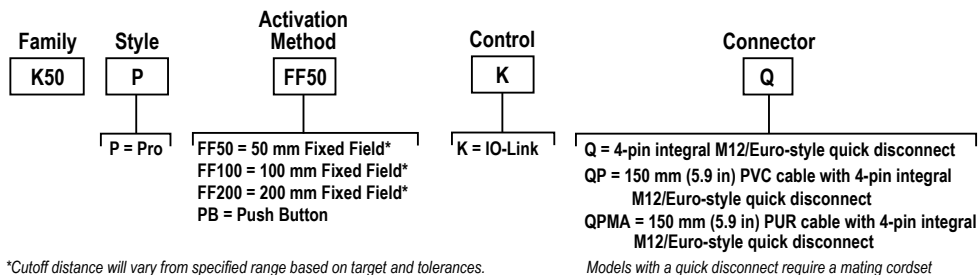 Family Style Activation Method Control Connector
K50 P FF50 K Q
P = Pro
FF50 = 50 mm Fixed Field*
FF100 = 100 mm Fixed Field*
FF200 = 200 mm Fixed Field*
PB = Push Button
K = IO-Link
Q = 4-pin integral M12/Euro-style quick disconnect
QP = 150 mm (5.9 in) PVC cable with 4-pin integral
M12/Euro-style quick disconnect
QPMA = 150 mm (5.9 in) PUR cable with 4-pin integral
M12/Euro-style quick disconnect
*Cutoff distance will vary from specified range based on target and tolerances.
Models with a quick disconnect require a mating cordset